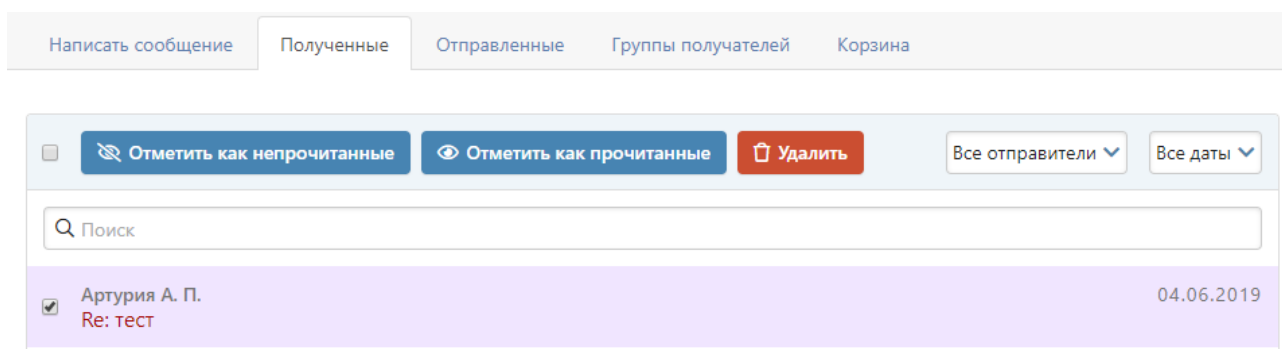 Написать сообщение Полученные Отправленные Группы получателей Корзина
Отметить как непрочитанные Отметить как прочитанные Удалить Все отправители Все даты
Поиск
Артурия А. П. 04.06.2019
Re: тест